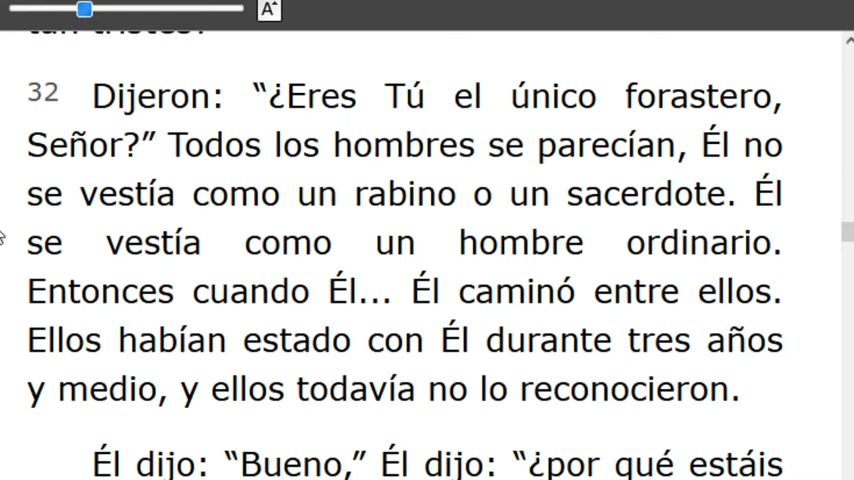 A
tan tristes?
32 Dijeron: “¿Eres Tú el único forastero,
Señor?” Todos los hombres se parecían, Él no
se vestía como un rabino o un sacerdote. Él
se vestía como un hombre ordinario.
Entonces cuando Él... Él caminó entre ellos.
Ellos habían estado con Él durante tres años
y medio, y ellos todavía no lo reconocieron.
Él dijo: “Bueno,” Él dijo: “¿por qué estáis